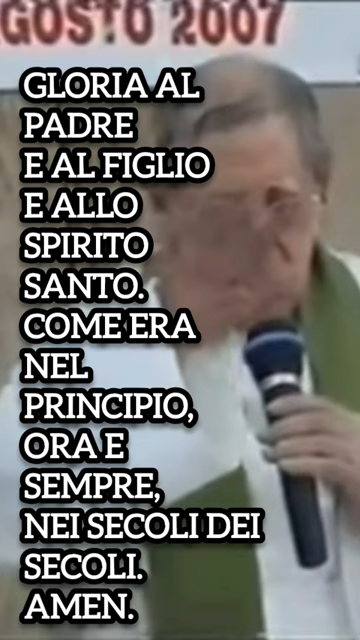 GOSTO 2007
GLORIA AL
PADRE
E AL FIGLIO
E ALLO
SPIRITO
SANTO.
COME ERA
NEL
PRINCIPIO,
ORA E
SEMPRE,
NEI SECOLI DEI
SECOLI.
AMEN.